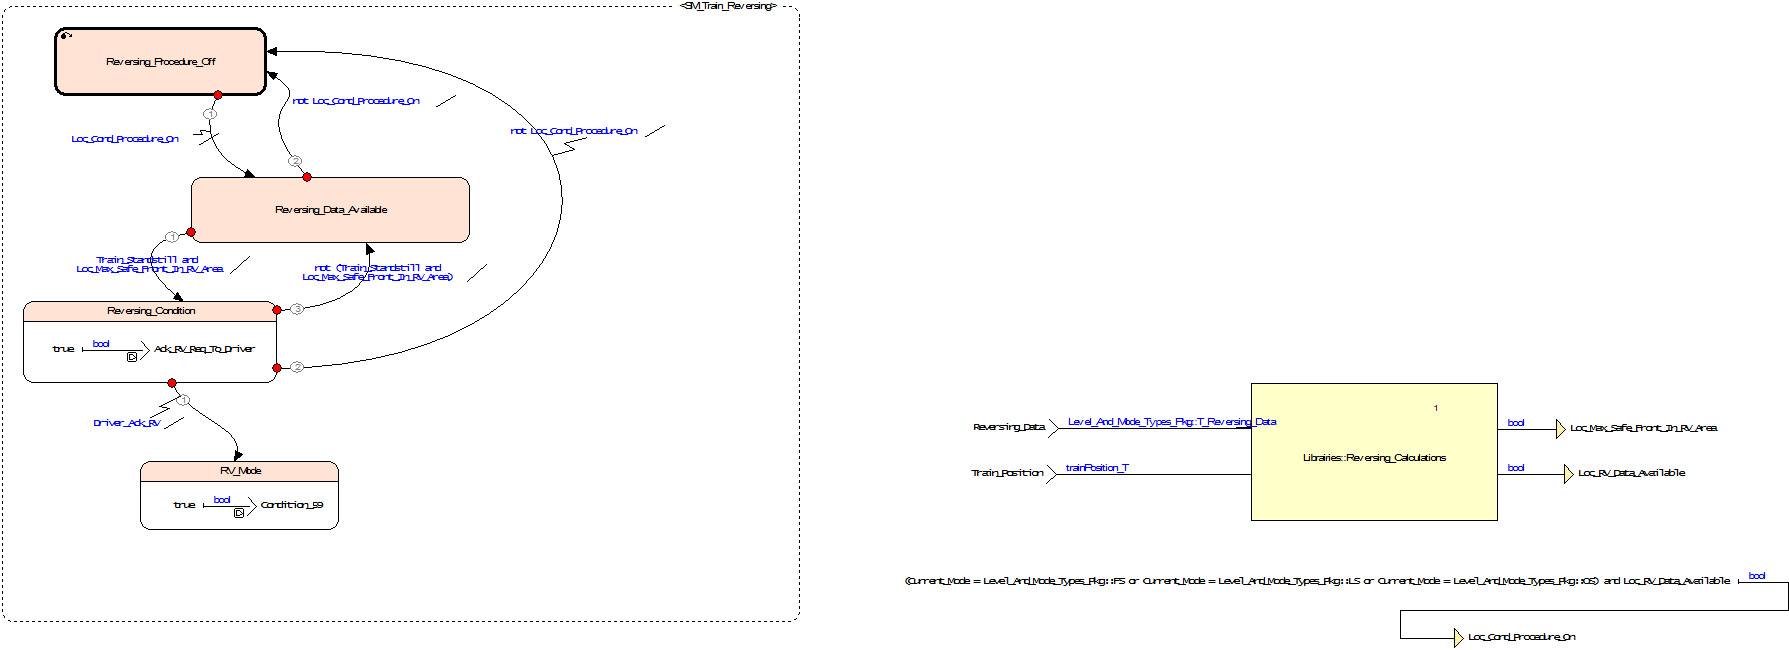 <SM_Train_Reversing>
Reversing_Procedure_Off
1
not Loc_Cond_Procedure_On
Loc_Cond_Procedure_On
not Loc_Cond_Procedure_On
2
Reversing_Data_Available
1
Train_Standstill and
Loc_Max_Safe_Front_In_RV_Area
not (Train_Standstill and
Loc_Max_Safe_Front_In_RV_Area)
Reversing_Condition
3
true
bool
Ack_RV_Req_To_Driver
2
1
Driver_Ack_RV
RV_Mode
true
bool
Condition_59
Reversing_Data
Level_And_Mode_Types_Pkg::T_Reversing_Data
Train_Position
trainPosition_T
1
Librairies::Reversing_Calculations
bool
Loc_Max_Safe_Front_In_RV_Area
bool
Loc_RV_Data_Available
(Current_Mode = Level_And_Mode_Types_Pkg::FS or Current_Mode = Level_And_Mode_Types_Pkg::LS or Current_Mode = Level_And_Mode_Types_Pkg::OS) and Loc_RV_Data_Available
bool
Loc_Cond_Procedure_On